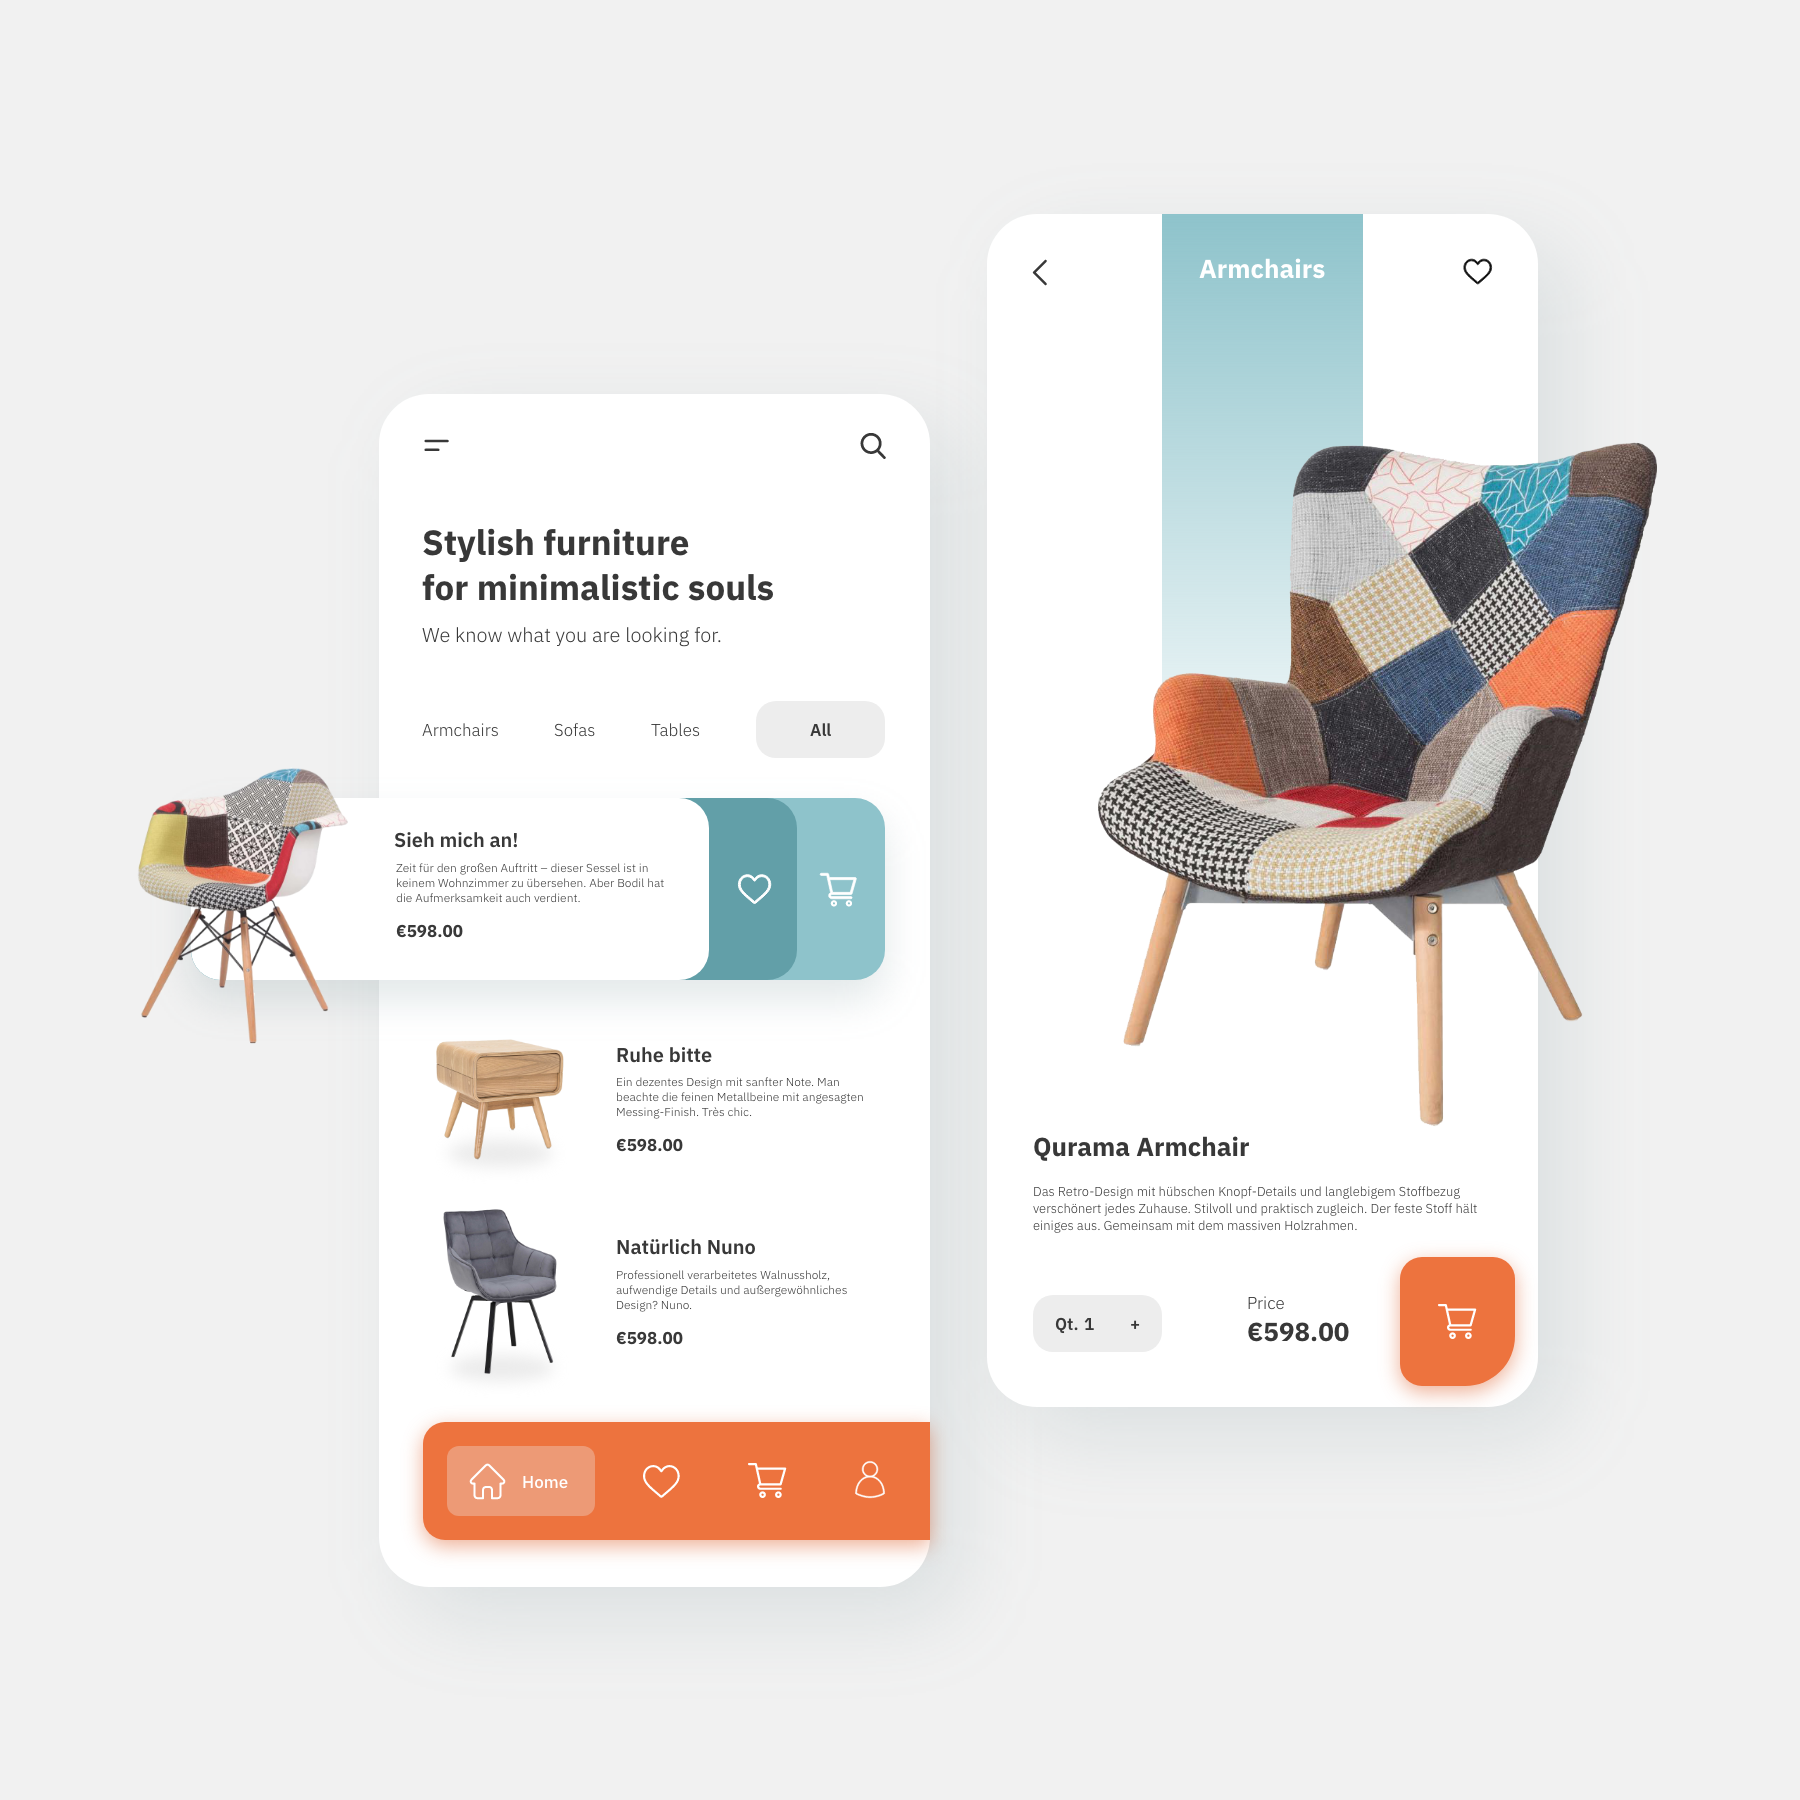 Stylish furniture
for minimalistic souls
We know what you are looking for.
Armchairs Sofas Tables All
Sieh mich an!
Zeit für den großen Auftritt – dieser Sessel ist in
keinem Wohnzimmer zu übersehen. Aber Bodil hat
die Aufmerksamkeit auch verdient.
€598.00
Ruhe bitte
Ein dezentes Design mit sanfter Note. Man
beachte die feinen Metallbeine mit angesagten
Messing-Finish. Très chic.
€598.00
Natürlich Nuno
Professionell verarbeitetes Walnussholz,
aufwendige Details und außergewöhnliches
Design? Nuno.
€598.00
Home
Armchairs
Qurama Armchair
Das Retro-Design mit hübschen Knopf-Details und langlebigem Stoffbezug
verschönert jedes Zuhause. Stilvoll und praktisch zugleich. Der feste Stoff hält
einiges aus. Gemeinsam mit dem massiven Holzrahmen.
Qt. 1 +
Price
€598.00